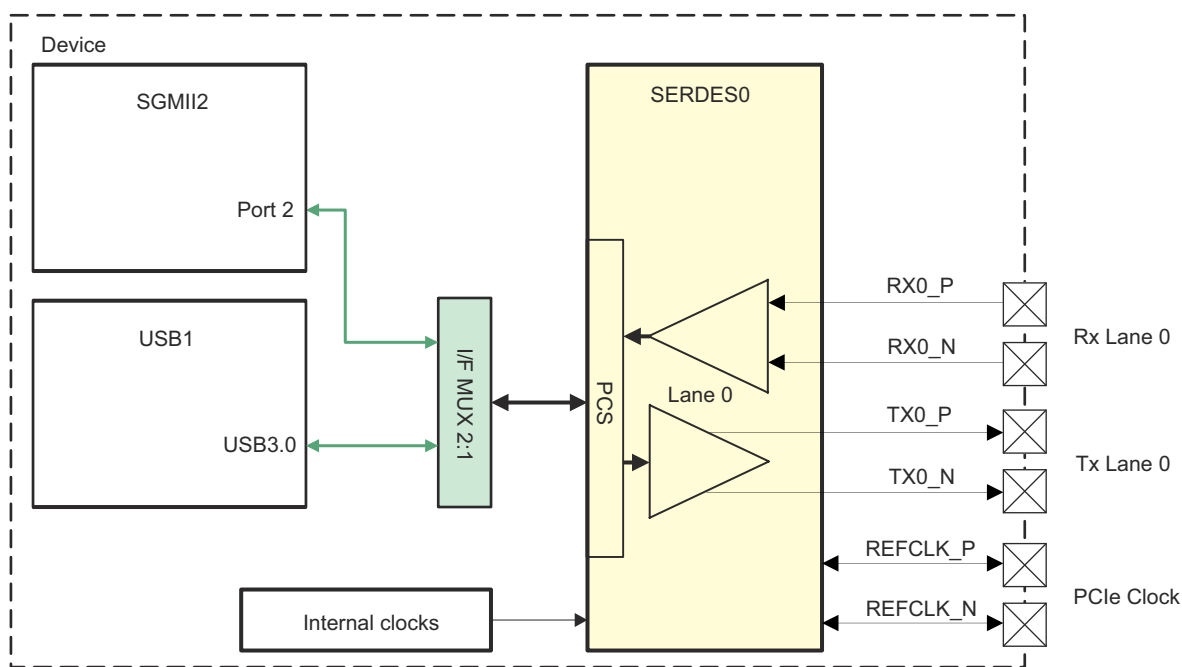 Device
SGMII2
Port 2
USB1
USB3.0
I/F MUX 2:1
SERDES0
PCS
Lane 0
Internal clocks
RX0_P
RX0_N
Rx Lane 0
TX0_P
TX0_N
Tx Lane 0
REFCLK_P
REFCLK_N
PCIe Clock